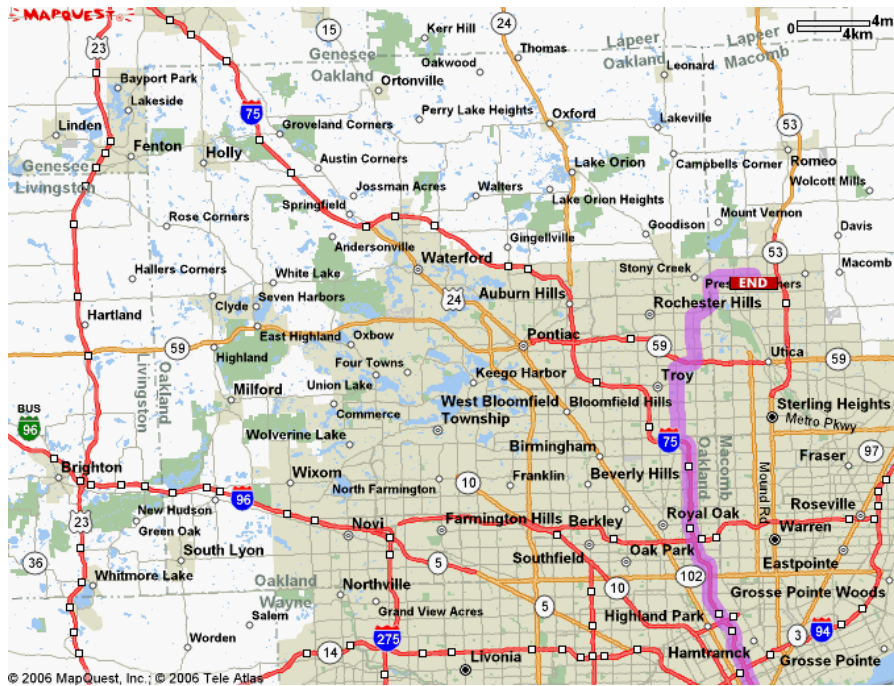 MAPQUEST
15
Kerr Hill
24
4m
4km
23
Genesee
Oakland
Oakwood
Thomas
Lapeer
Oakland
Leonard
Lapeer
Macomb
Bayport Park
Lakeside
Ortonville
Perry Lake Heights
Oxford
Lakeville
53
75
Linden
Fenton
Holly
Groveland Corners
Austin Corners
Campbells Corner
Romeo
Genesee
Livingston
Lake Orion
Wolcott Mills
Jossman Acres
Walters
Lake Orion Heights
Springfield
Rose Corners
Goodison
Mount Vernon
Davis
Andersonville
Gingellville
53
Waterford
Stony Creek
Macomb
Hallers Corners
White Lake
END
Clyde
Seven Harbors
24
Auburn Hills
Rochester Hills
Hartland
East Highland
Oxbow
Pontiac
59
59
Highland
Four Towns
Utica
59
Livingston
Oakland
Keego Harbor
Troy
Milford
Union Lake
BUS
96
Commerce
West Bloomfield
Township
Bloomfield Hills
Sterling Heights
Metro Pkwy
Wolverine Lake
Birmingham
75
Oakland
Macomb
97
Fraser
Brighton
Wixom
North Farmington
10
Franklin
Beverly Hills
96
Mound Rd
New Hudson
Roseville
23
Green Oak
Novi
Farmington Hills
Berkley
Royal Oak
Warren
36
South Lyon
5
Southfield
Oak Park
Eastpointe
Whitmore Lake
Oakland
Wayne
Northville
10
102
Grosse Pointe Woods
Grand View Acres
5
Highland Park
Salem
275
3
94
Worden
14
Livonia
Hamtramck
Grosse Pointe
© 2006 MapQuest, Inc.; © 2006 Tele Atlas